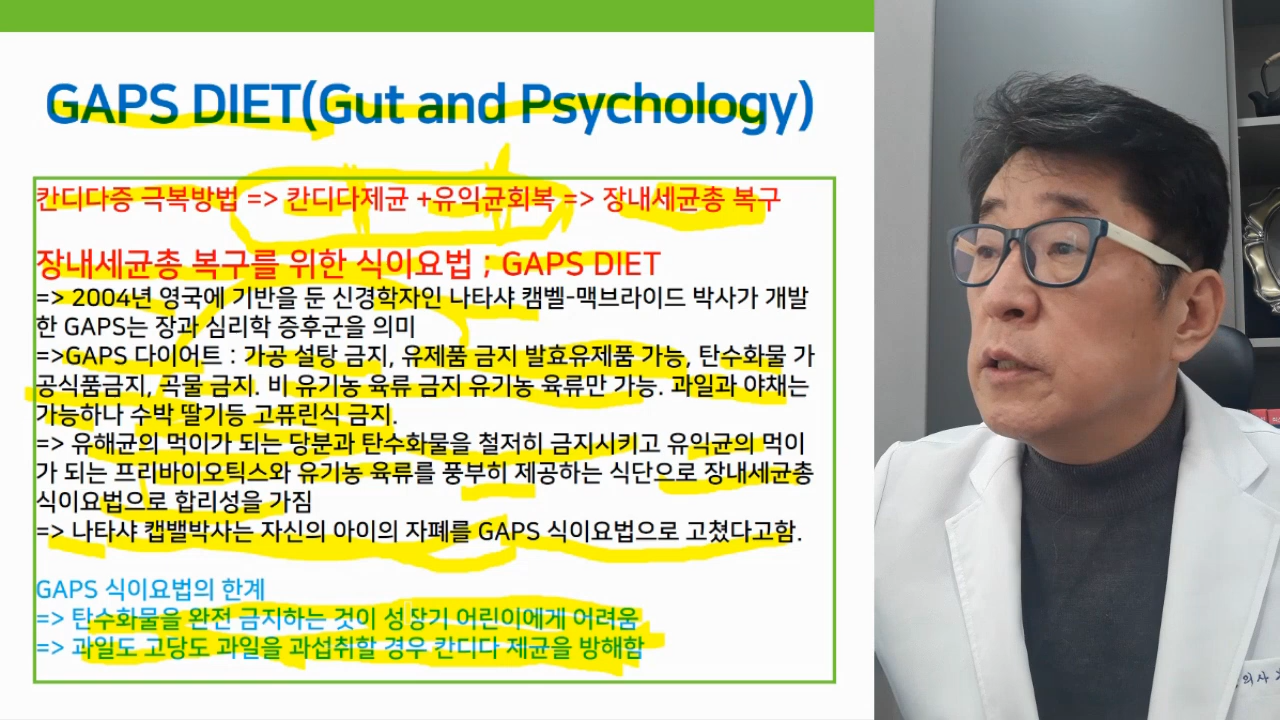 GAPS DIET(Gut and Psychology)
칸디다증 극복방법 => 칸디다제균 +유익균회복 => 장내세균총 복구
장내세균총 복구를 위한 식이요법 ; GAPS DIET
=> 2004년 영국에 기반을 둔 신경학자인 나타샤 캠벨-맥브라이드 박사가 개발
한 GAPS는 장과 심리학 증후군을 의미
=>GAPS 다이어트 : 가공 설탕 금지, 유제품 금지 발효유제품 가능, 탄수화물 가
공식품금지, 곡물 금지. 비 유기농 육류 금지 유기농 육류만 가능. 과일과 야채는
가능하나 수박 딸기등 고퓨린식 금지.
=> 유해균의 먹이가 되는 당분과 탄수화물을 철저히 금지시키고 유익균의 먹이
가 되는 프리바이오틱스와 유기농 육류를 풍부히 제공하는 식단으로 장내세균총
식이요법으로 합리성을 가짐
=> 나타샤 캡밸박사는 자신의 아이의 자폐를 GAPS 식이요법으로 고쳤다고함.
GAPS 식이요법의 한계
=> 탄수화물을 완전 금지하는 것이 성장기 어린이에게 어려움
=> 과일도 고당도 과일을 과섭취할 경우 칸디다 제균을 방해함
의사